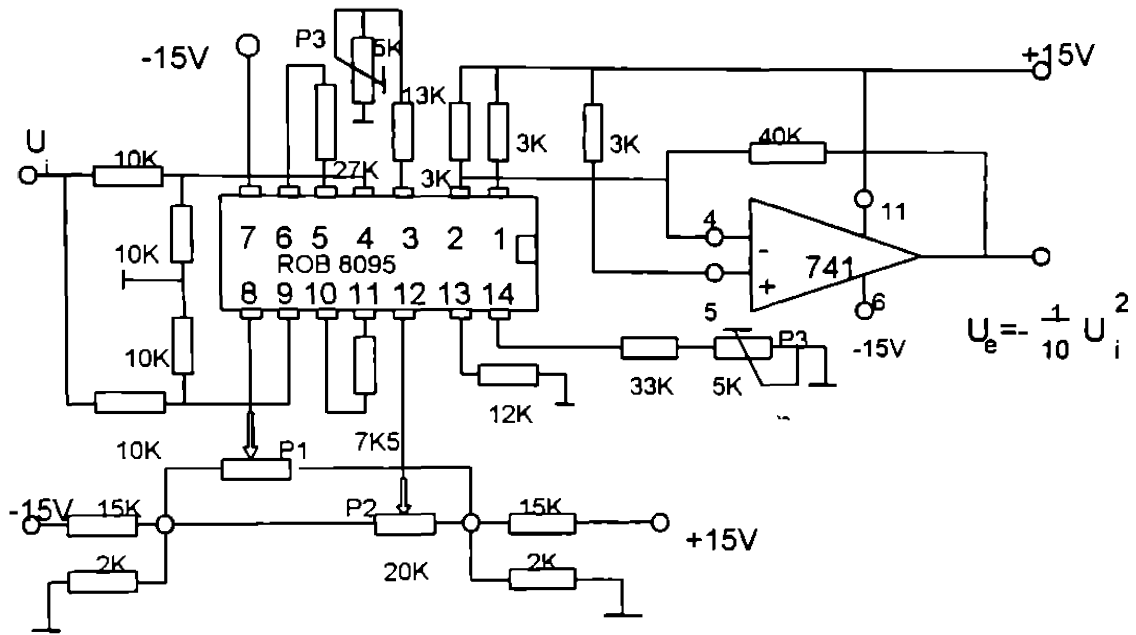 P3
5K
-15V
+15V
13K
3K
3K
40K
U i
10K
27K
3K
4
11
7 6 5 4 3 2 1
10K
ROB 8095
-
741
+
8 9 10 11 12 13 14
5
6
-15V
U e = - 1/10 U i 2
10K
P3
33K
5K
12K
10K
P1
7K5
-15V
15K
P2
15K
+15V
2K
20K
2K